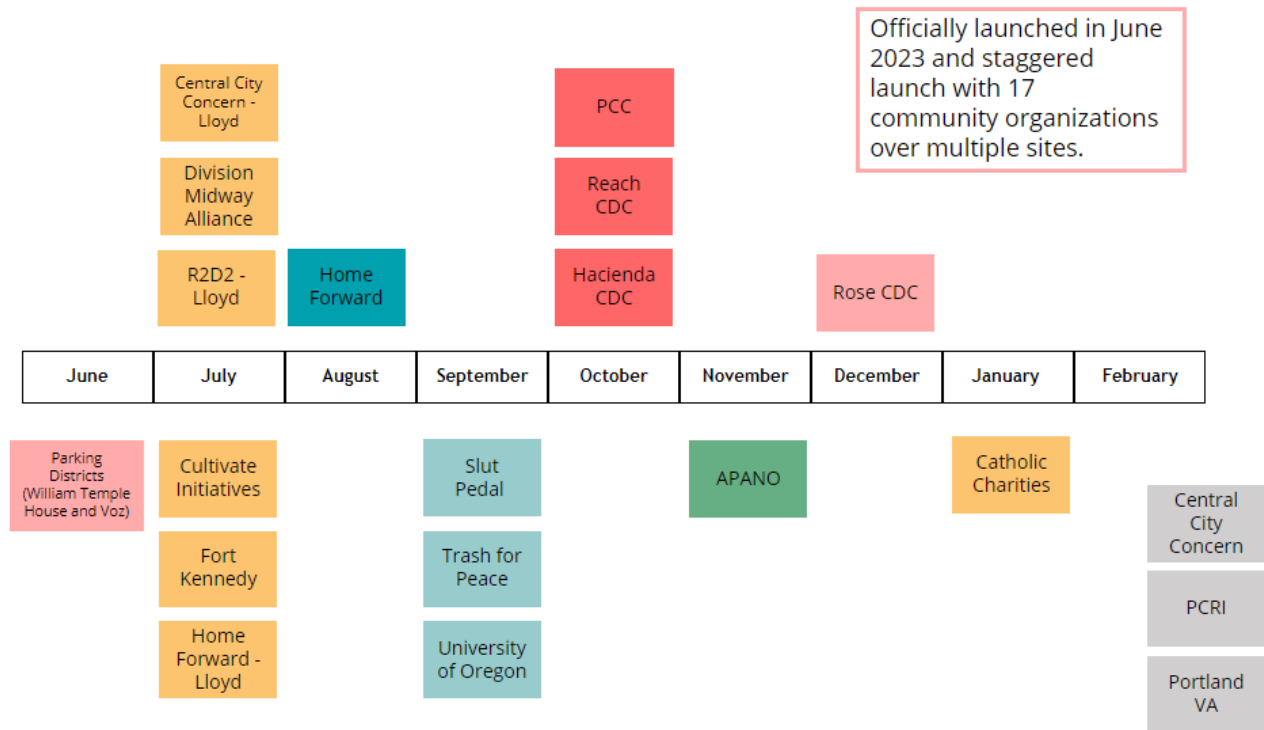 Officially launched in June
2023 and staggered
launch with 17
community organizations
over multiple sites.
Central City
Concern -
Lloyd
Division
Midway
Alliance
R2D2 -
Lloyd
Home
Forward
PCC
Reach
CDC
Hacienda
CDC
Rose CDC
June
July
August
September
October
November
December
January
February
Parking
Districts
(William Temple
House and Voz)
Cultivate
Initiatives
Fort
Kennedy
Home
Forward -
Lloyd
Slut
Pedal
Trash for
Peace
University
of Oregon
APANO
Catholic
Charities
Central
City
Concern
PCRI
Portland
VA